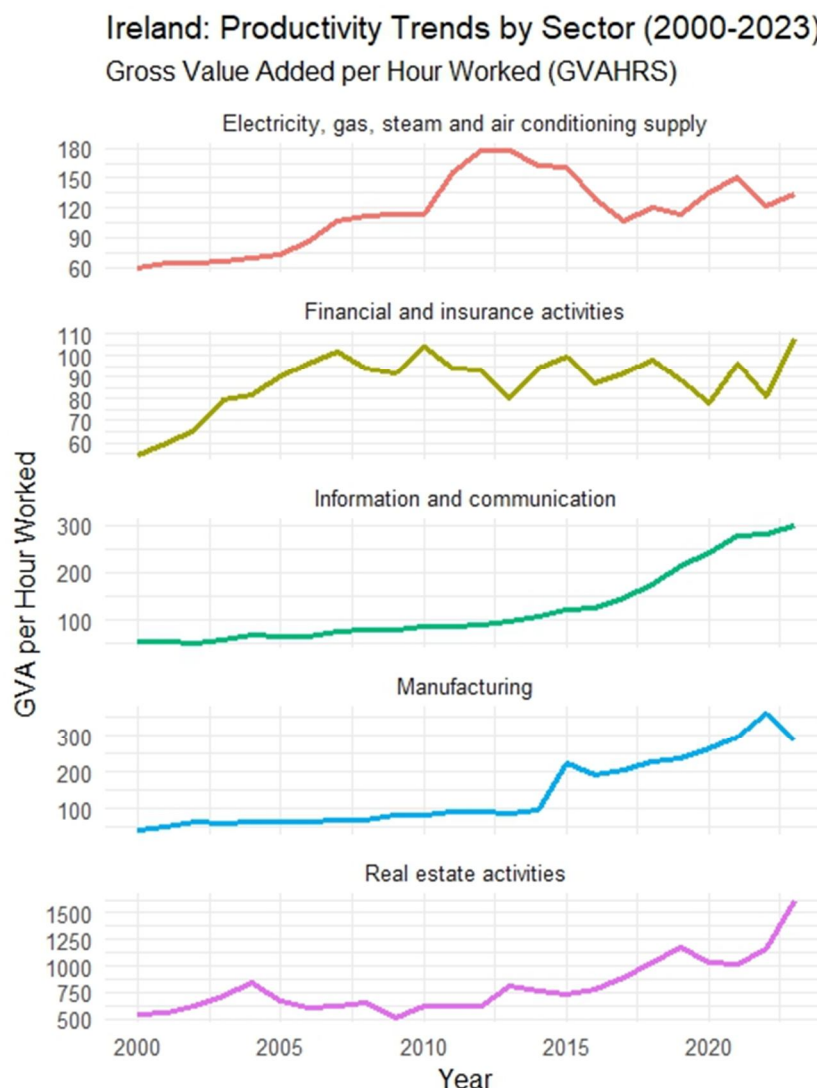 Ireland: Productivity Trends by Sector (2000-2023)
Gross Value Added per Hour Worked (GVAHRS)
Electricity, gas, steam and air conditioning supply
180
150
120
90
60
Financial and insurance activities
110
100
90
80
70
60
Information and communication
300
200
100
GVA per Hour Worked
Manufacturing
300
200
100
Real estate activities
1500
1250
1000
750
500
2000 2005 2010 2015 2020
Year